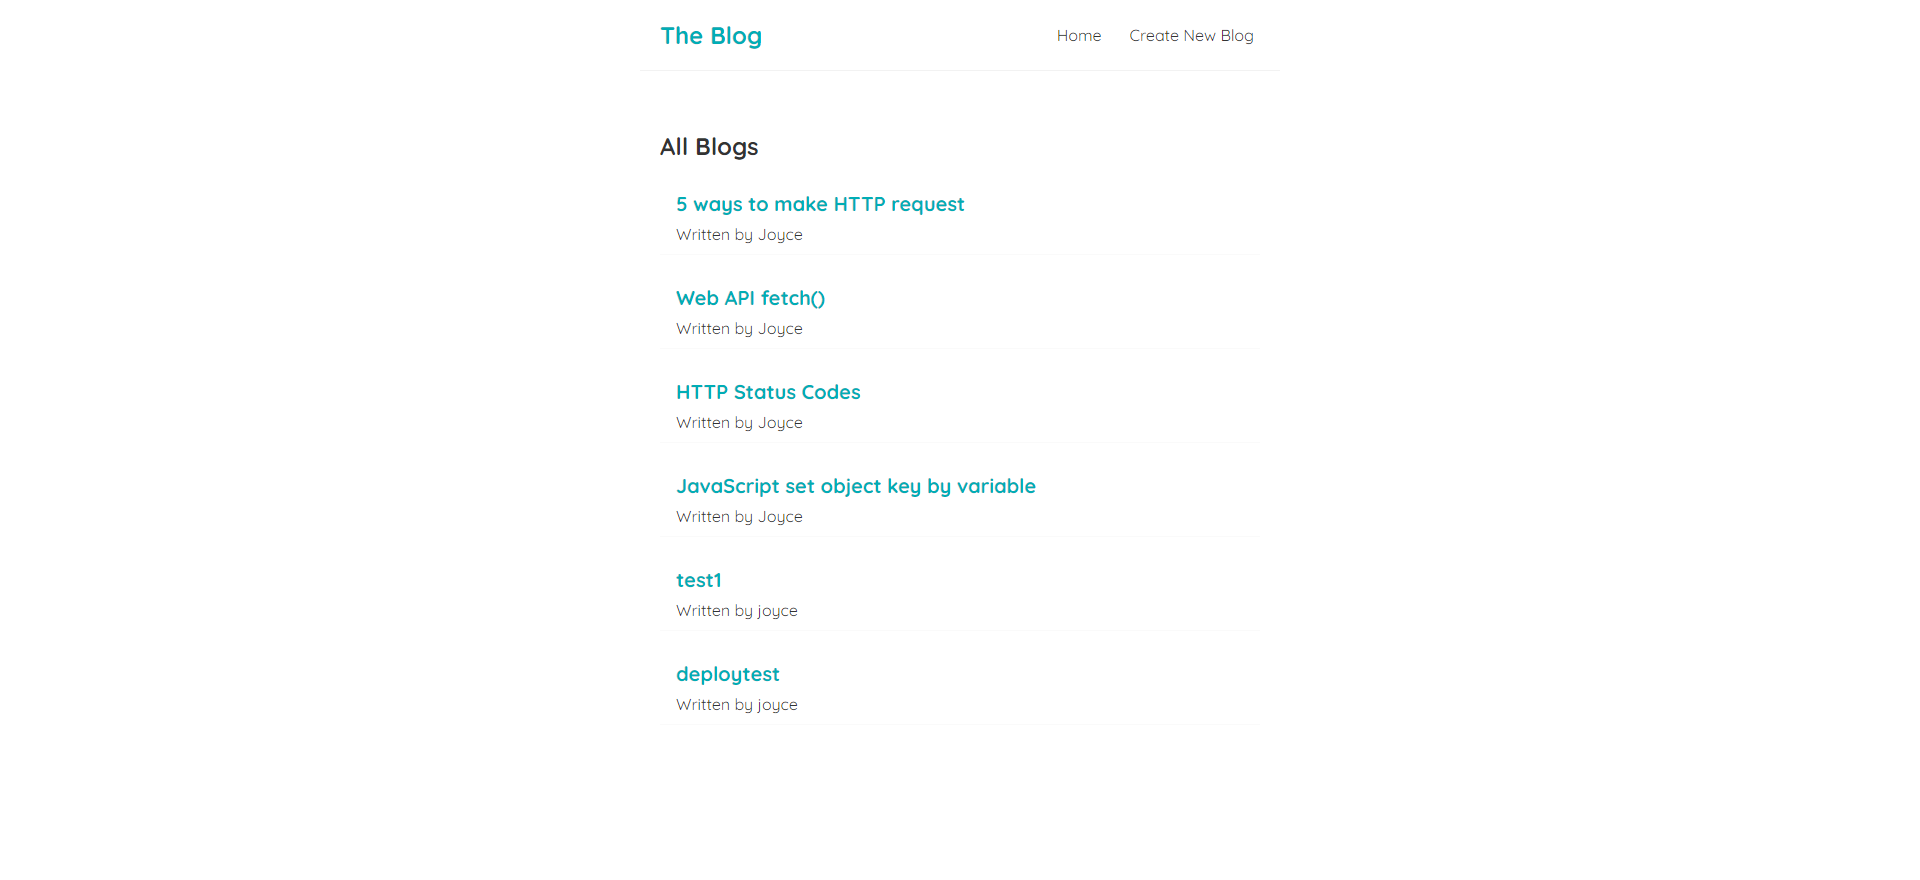 The Blog
Home Create New Blog
All Blogs
5 ways to make HTTP request
Written by Joyce
Web API fetch()
Written by Joyce
HTTP Status Codes
Written by Joyce
JavaScript set object key by variable
Written by Joyce
test1
Written by joyce
deploytest
Written by joyce